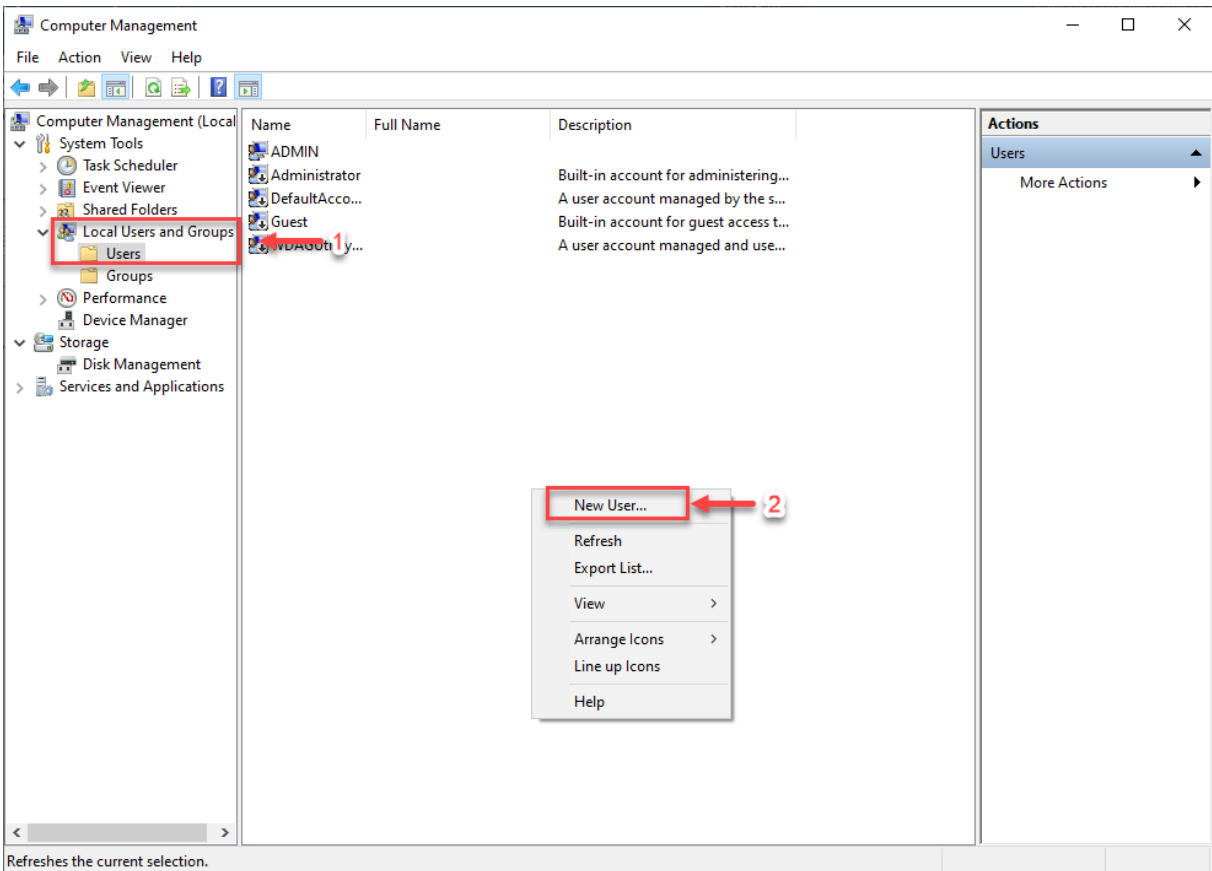 Computer Management
File Action View Help
Computer Management (Local
System Tools
Task Scheduler
Event Viewer
Shared Folders
Local Users and Groups
Users
Groups
Performance
Device Manager
Storage
Disk Management
Services and Applications
Name Full Name Description
ADMIN
Administrator Built-in account for administering...
DefaultAcco... A user account managed by the s...
Guest Built-in account for guest access t...
A user account managed and use...
1
New User...
2
Refresh
Export List...
View
Arrange Icons
Line up Icons
Help
Actions
Users
More Actions
Refreshes the current selection.